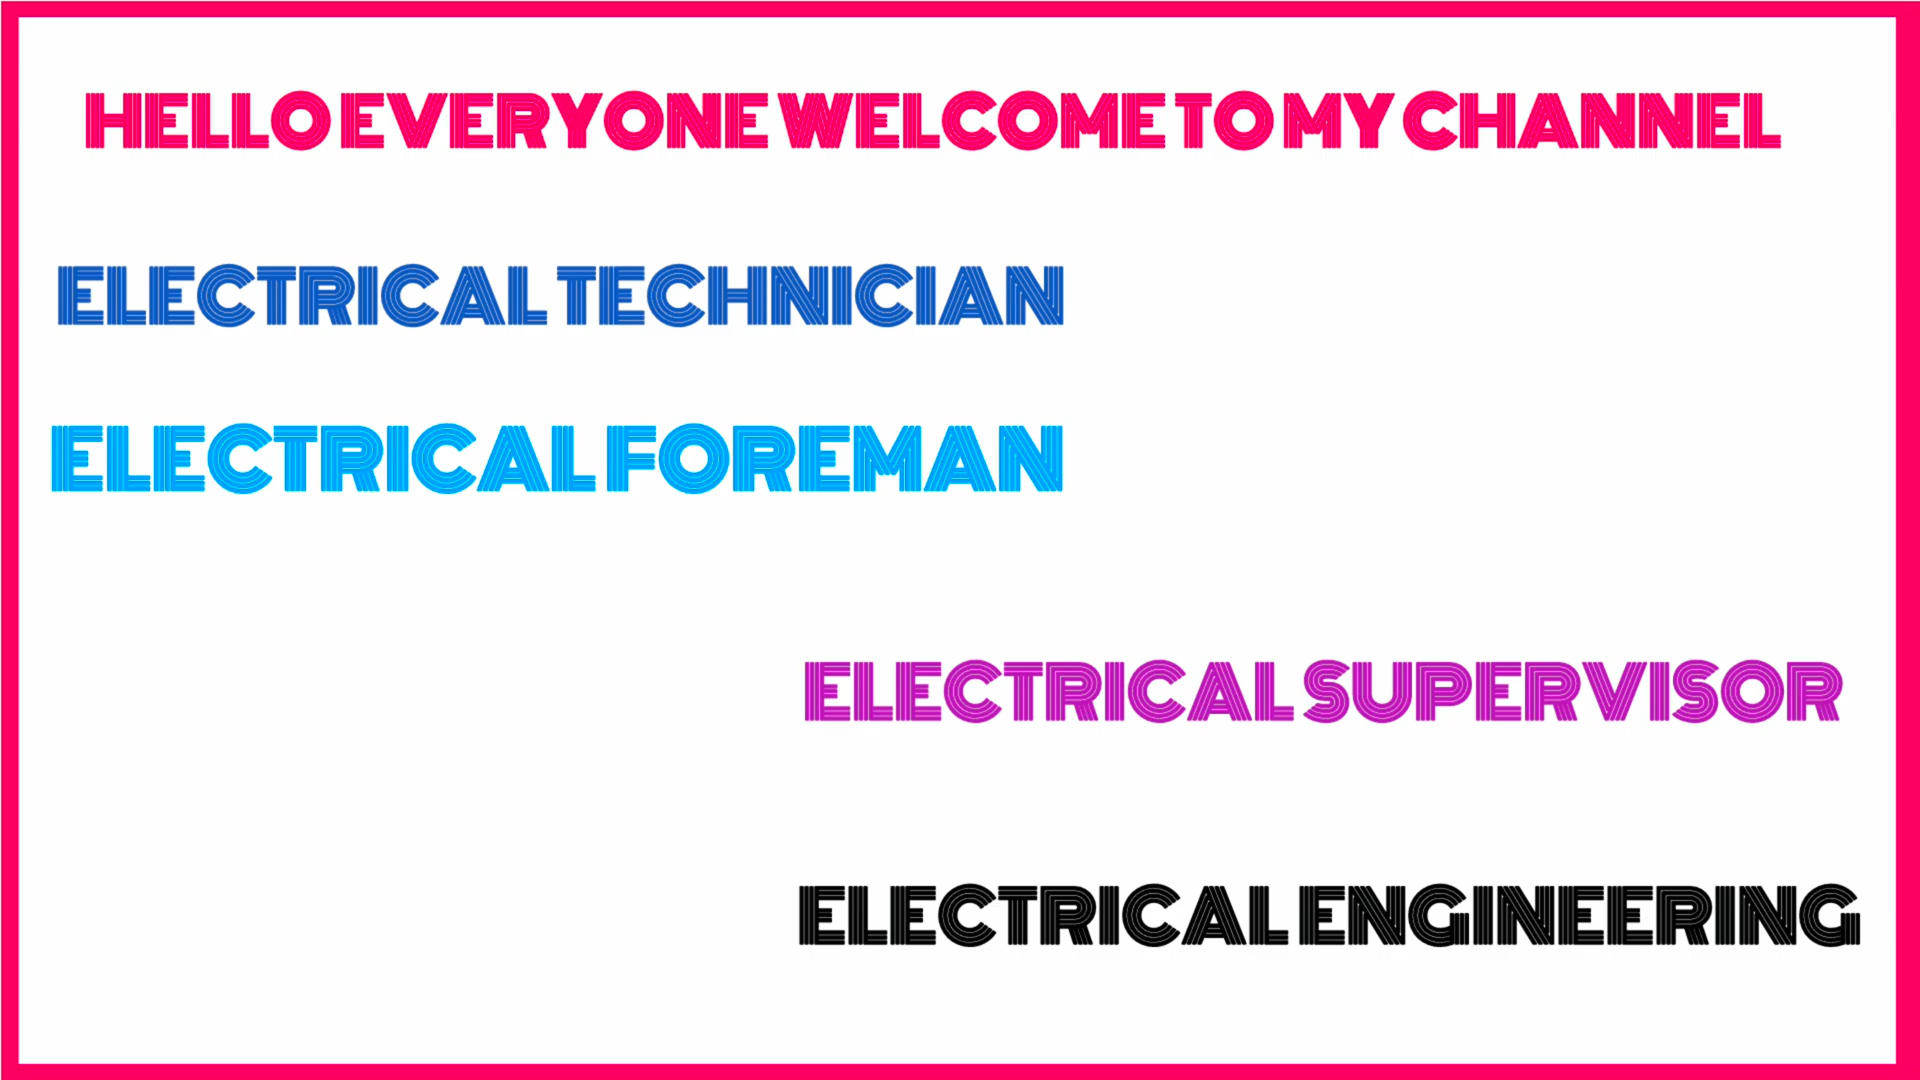 HELLO EVERYONE WELCOME TO MY CHANNEL
ELECTRICAL TECHNICIAN
ELECTRICAL FOREMAN
ELECTRICAL SUPERVISOR
ELECTRICAL ENGINEERING